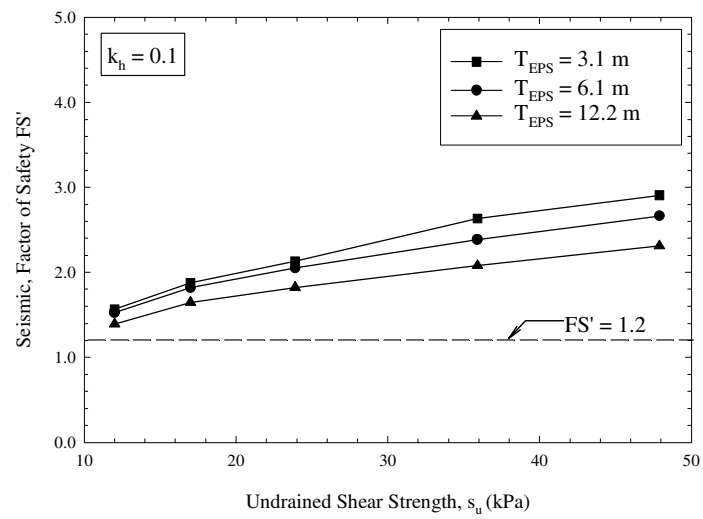 5.0
4.0
3.0
2.0
1.0
0.0
Seismic, Factor of Safety FS'
k_h = 0.1
T_EPS = 3.1 m
T_EPS = 6.1 m
T_EPS = 12.2 m
FS' = 1.2
10 20 30 40 50
Undrained Shear Strength, s_u (kPa)